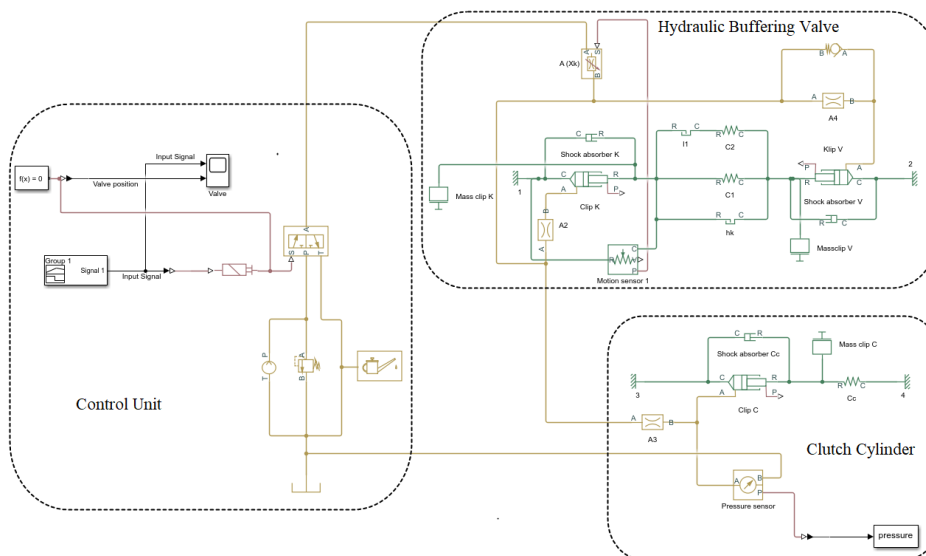 Hydraulic Buffering Valve
A
S
A (Xk)
B
B
A
A
B
A4
C
R
Shock absorber K
R
C
I1
C2
Klip V
P
A
2
1
C
R
A
P
Clip K
Mass clip K
R
C
C1
R
C
Shock absorber V
R
C
hk
R
C
B
A2
A
Massclip V
C
R
P
Motion sensor 1
f(x) = 0
Input Signal
Valve position
Valve
A
S
P
T
Group 1
Signal 1
Input Signal
P
T
A
B
Control Unit
C
R
Shock absorber Cc
Mass clip C
C
R
A
P
Clip C
R
C
Cc
3
4
A
B
A3
Clutch Cylinder
A
B
P
Pressure sensor
pressure